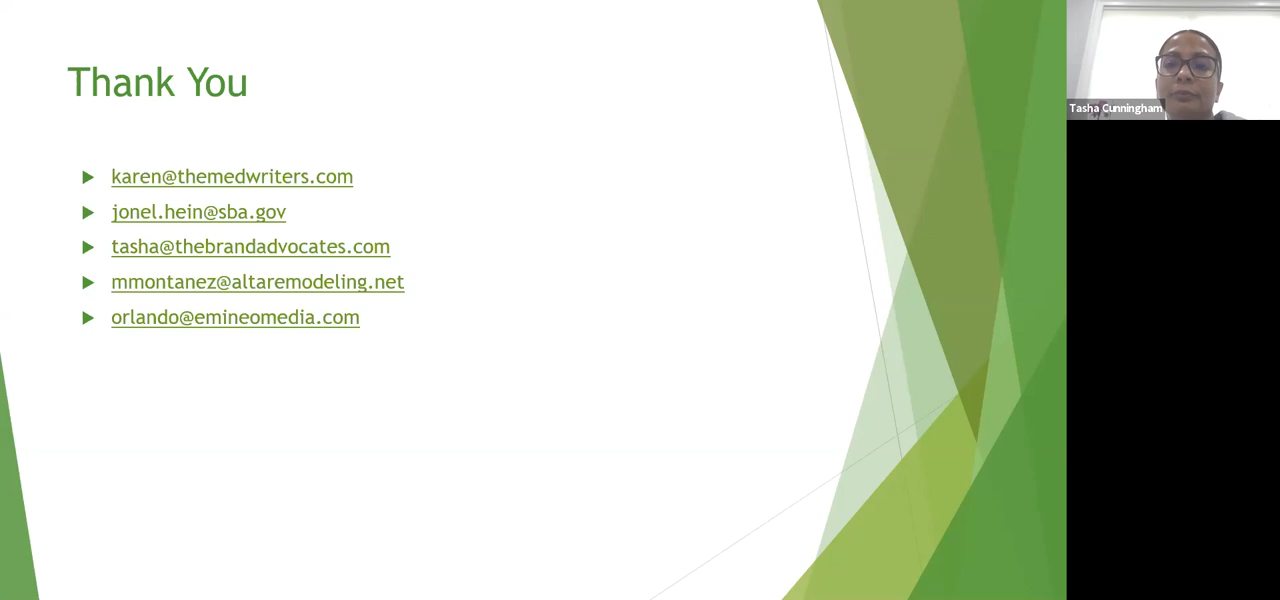 Thank You
karen@themedwriters.com
jonel.hein@sba.gov
tasha@thebrandadvocates.com
mmontanez@altaremodeling.net
orlando@emineomedia.com
Tasha Cunningham